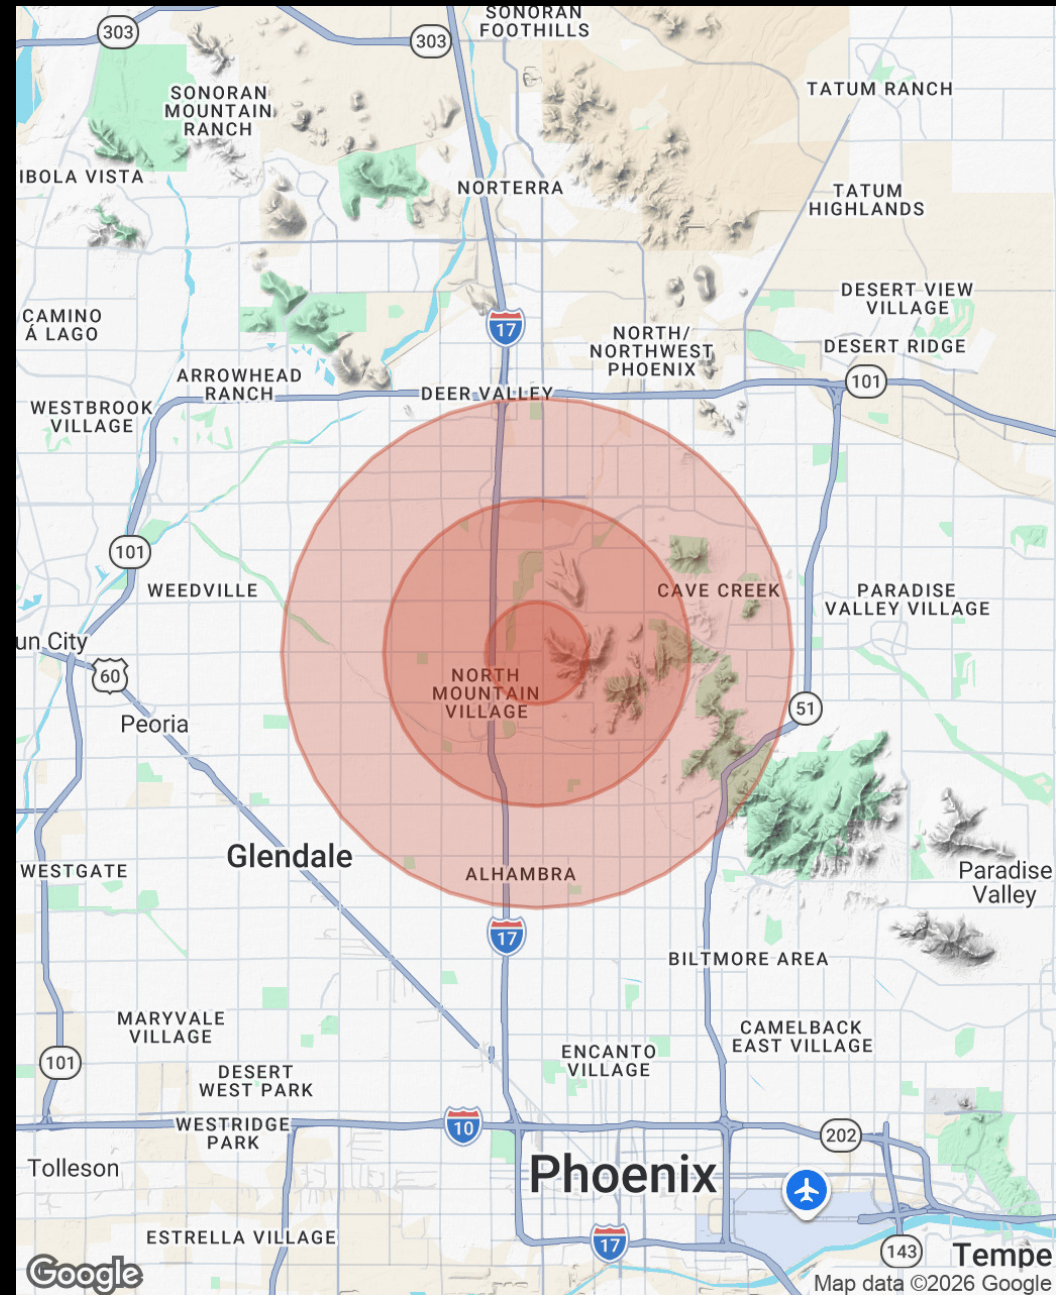 SONORAN
FOOTHILLS
303
303
TATUM RANCH
SONORAN
MOUNTAIN
RANCH
IBOLA VISTA
NORTERRA
TATUM
HIGHLANDS
DESERT VIEW
VILLAGE
CAMINO
Á LAGO
17
NORTH/
NORTHWEST
PHOENIX
DESERT RIDGE
ARROWHEAD
RANCH
DEER VALLEY
101
WESTBROOK
VILLAGE
101
WEEDVILLE
CAVE CREEK
PARADISE
VALLEY VILLAGE
un City
60
NORTH
MOUNTAIN
VILLAGE
51
Peoria
Glendale
WESTGATE
ALHAMBRA
Paradise
Valley
17
BILTMORE AREA
MARYVALE
VILLAGE
CAMELBACK
EAST VILLAGE
101
ENCANTO
VILLAGE
DESERT
WEST PARK
WESTRIDGE
PARK
10
202
Tolleson
Phoenix
ESTRELLA VILLAGE
17
143
Tempe
Google
Map data ©2026 Google